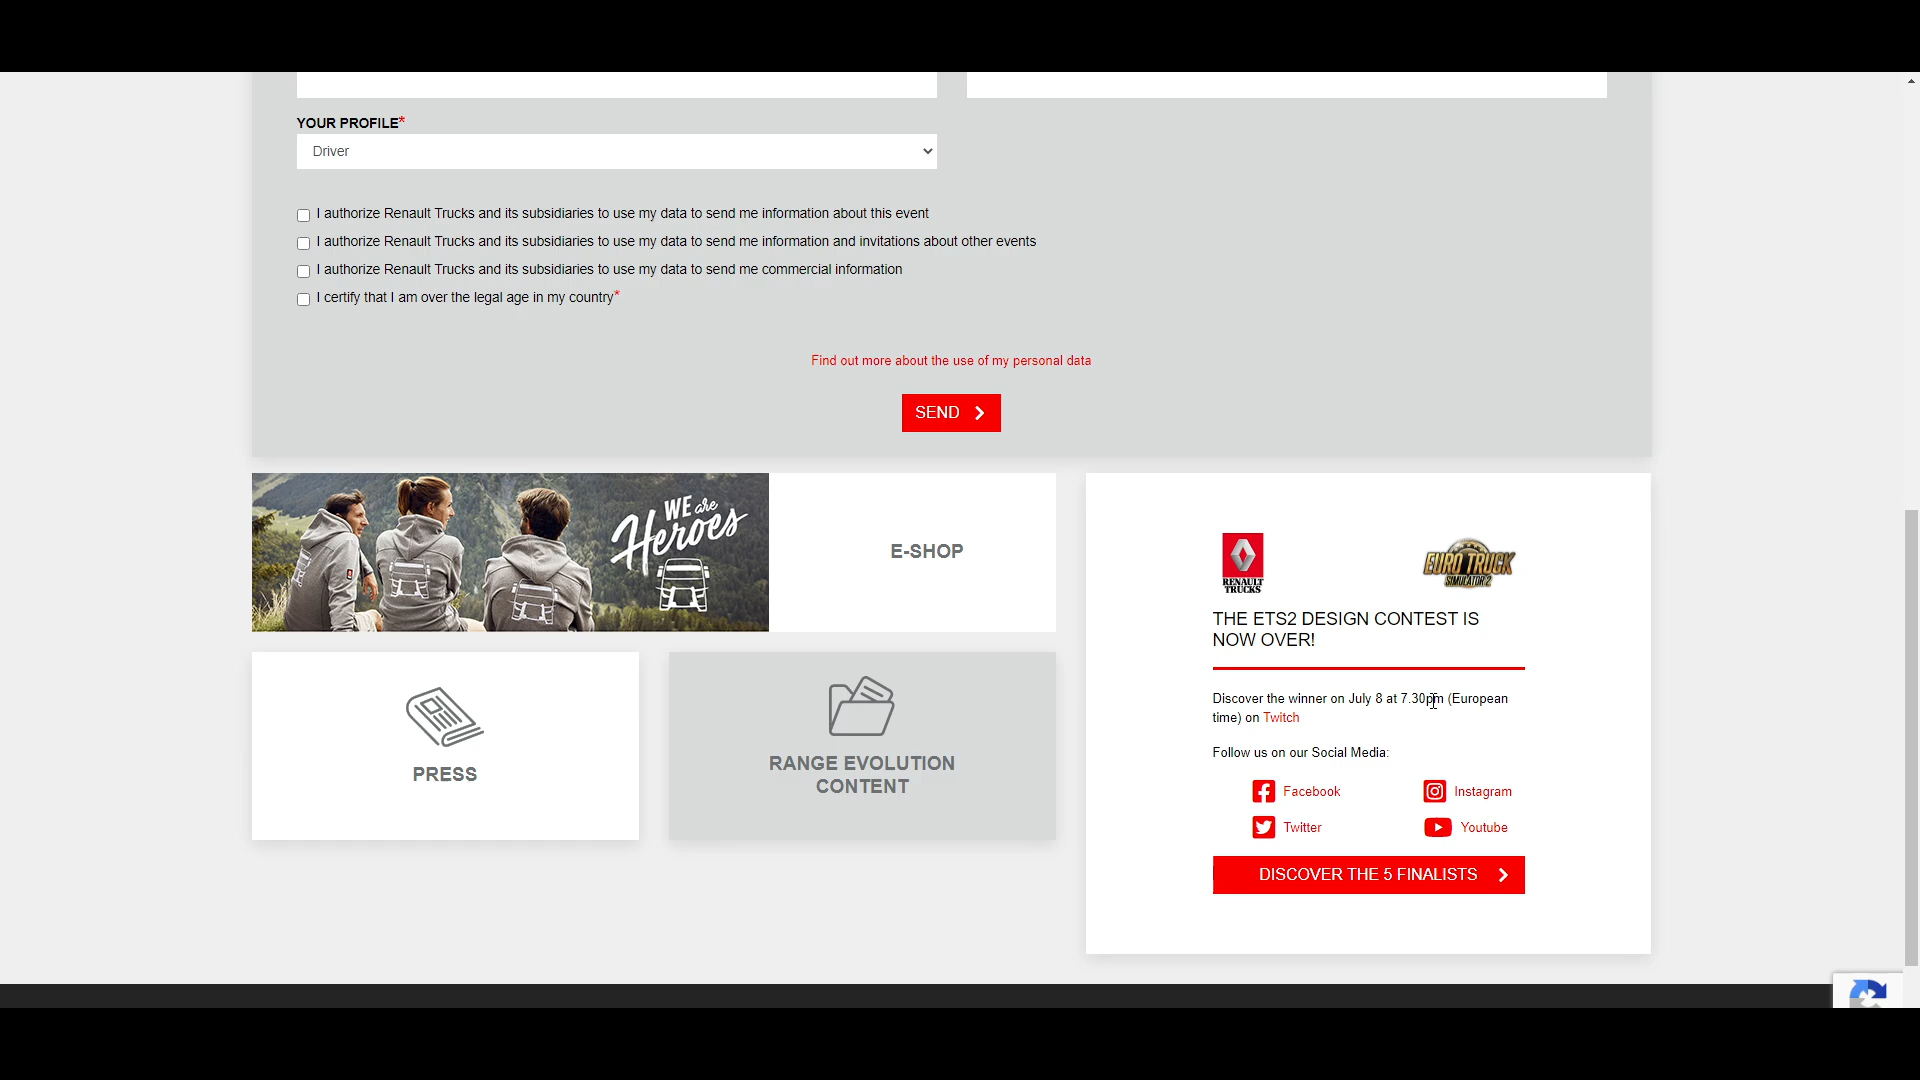 YOUR PROFILE*
Driver
I authorize Renault Trucks and its subsidiaries to use my data to send me information about this event
I authorize Renault Trucks and its subsidiaries to use my data to send me information and invitations about other events
I authorize Renault Trucks and its subsidiaries to use my data to send me commercial information
I certify that I am over the legal age in my country*
Find out more about the use of my personal data
SEND
WE are
Heroes
E-SHOP
PRESS
RANGE EVOLUTION
CONTENT
RENAULT
TRUCKS
EURO TRUCK
SIMULATOR 2
THE ETS2 DESIGN CONTEST IS
NOW OVER!
Discover the winner on July 8 at 7.30pm (European
time) on Twitch
Follow us on our Social Media:
Facebook
Instagram
Twitter
Youtube
DISCOVER THE 5 FINALISTS